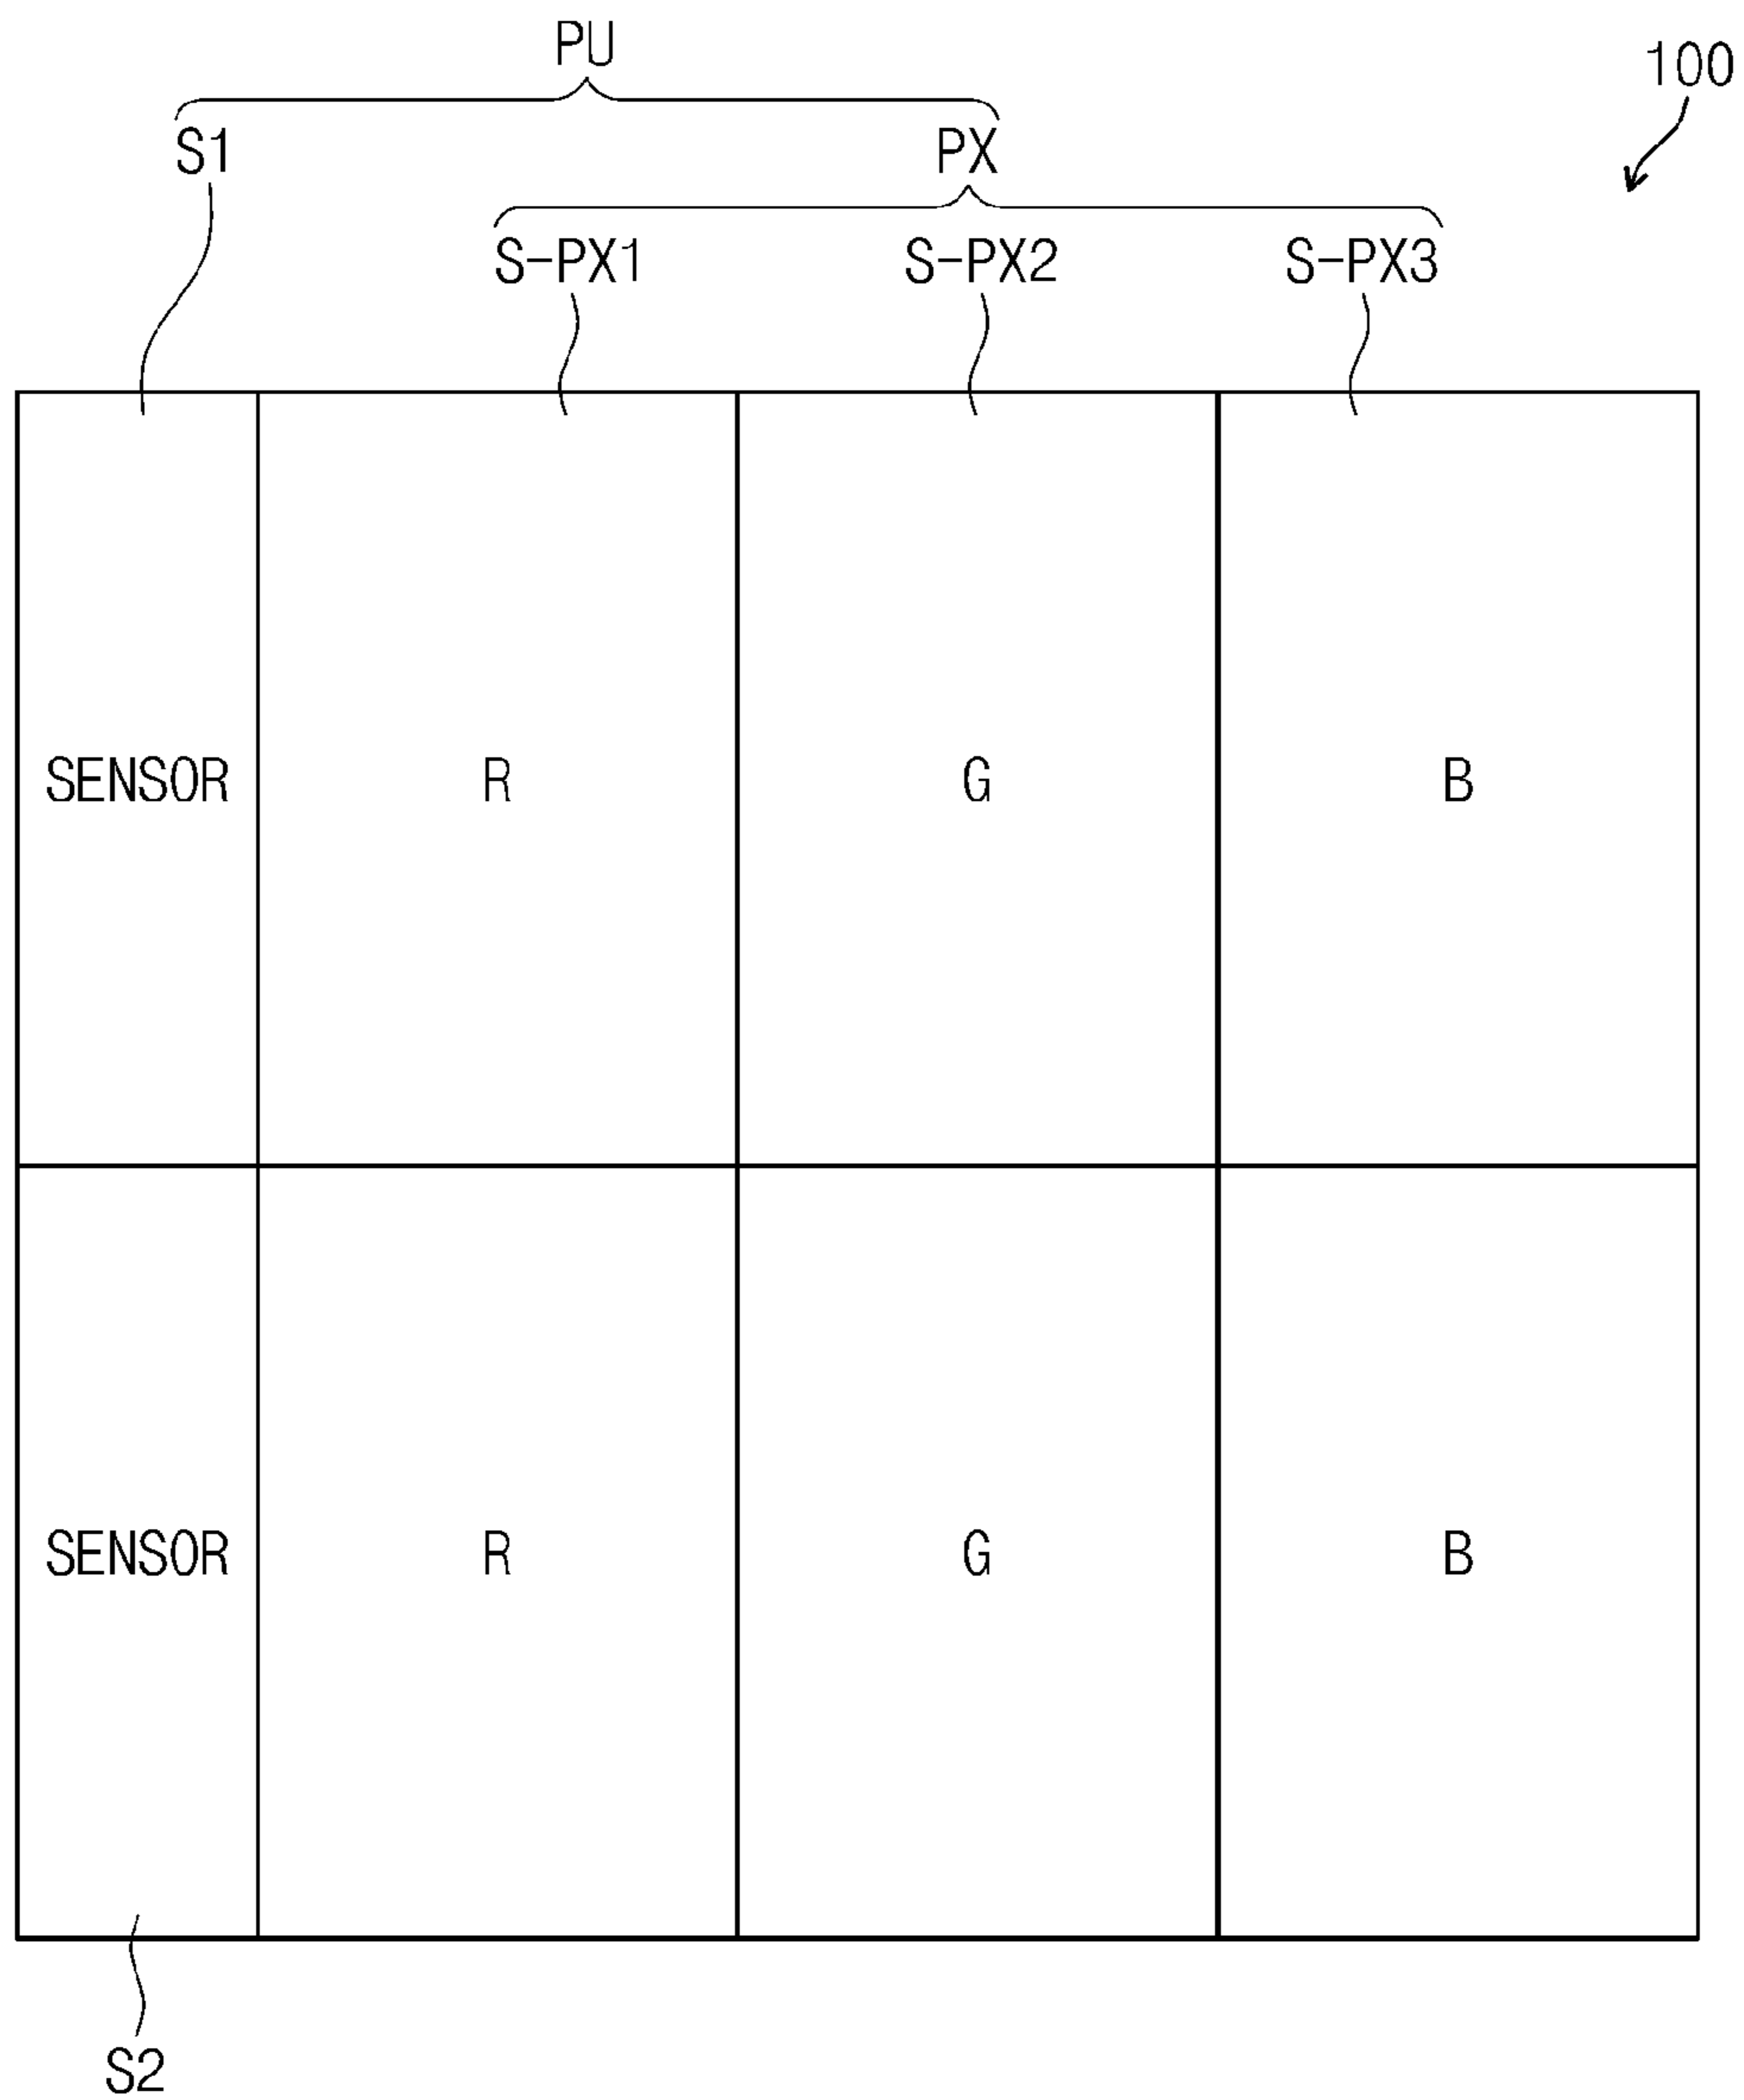 PU
100
S1 PX
S-PX1 S-PX2 S-PX3
SENSOR R G B
SENSOR R G B
S2